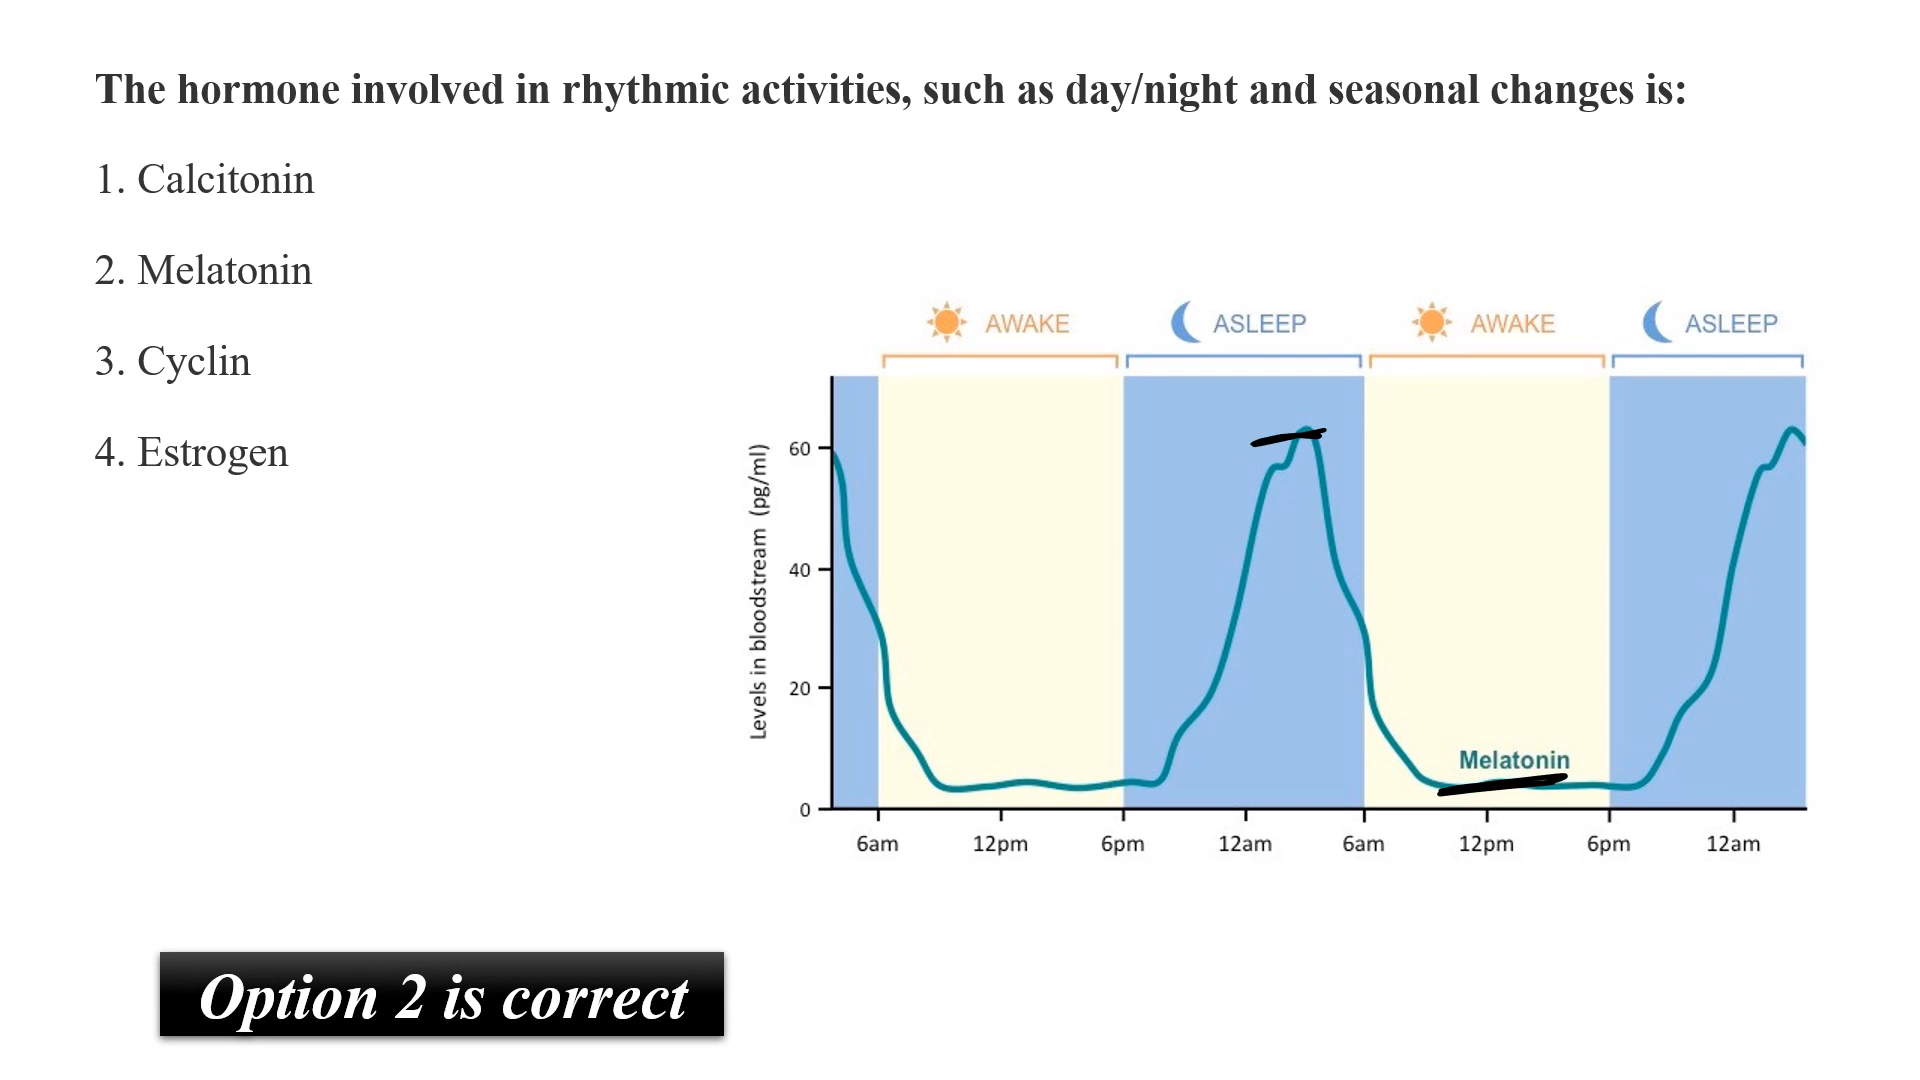 The hormone involved in rhythmic activities, such as day/night and seasonal changes is:
1. Calcitonin
2. Melatonin
3. Cyclin
4. Estrogen
AWAKE ASLEEP AWAKE ASLEEP
Levels in bloodstream (pg/ml)
60
40
20
0
Melatonin
6am 12pm 6pm 12am 6am 12pm 6pm 12am
Option 2 is correct